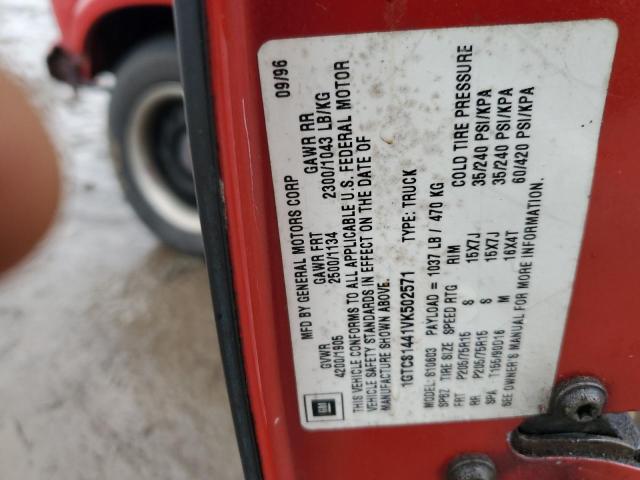 MFD BY GENERAL MOTORS CORP 09/96
GVWR GAWR FRT GAWR RR
4200/1905 2500/1134 2300/1043 LB/KG
THIS VEHICLE CONFORMS TO ALL APPLICABLE U.S. FEDERAL MOTOR
VEHICLE SAFETY STANDARDS IN EFFECT ON THE DATE OF
MANUFACTURE SHOWN ABOVE.
1GTCS1441VK502571 TYPE: TRUCK
MODEL: S10603 PAYLOAD = 1037 LB / 470 KG
SPBZ TIRE SIZE SPEED RTG RIM COLD TIRE PRESSURE
FRT P205/75R15 S 15X7J 35/240 PSI/KPA
RR P205/75R15 S 15X7J 35/240 PSI/KPA
SPA T155/90D16 M 16X4T 60/420 PSI/KPA
SEE OWNER'S MANUAL FOR MORE INFORMATION.
GM